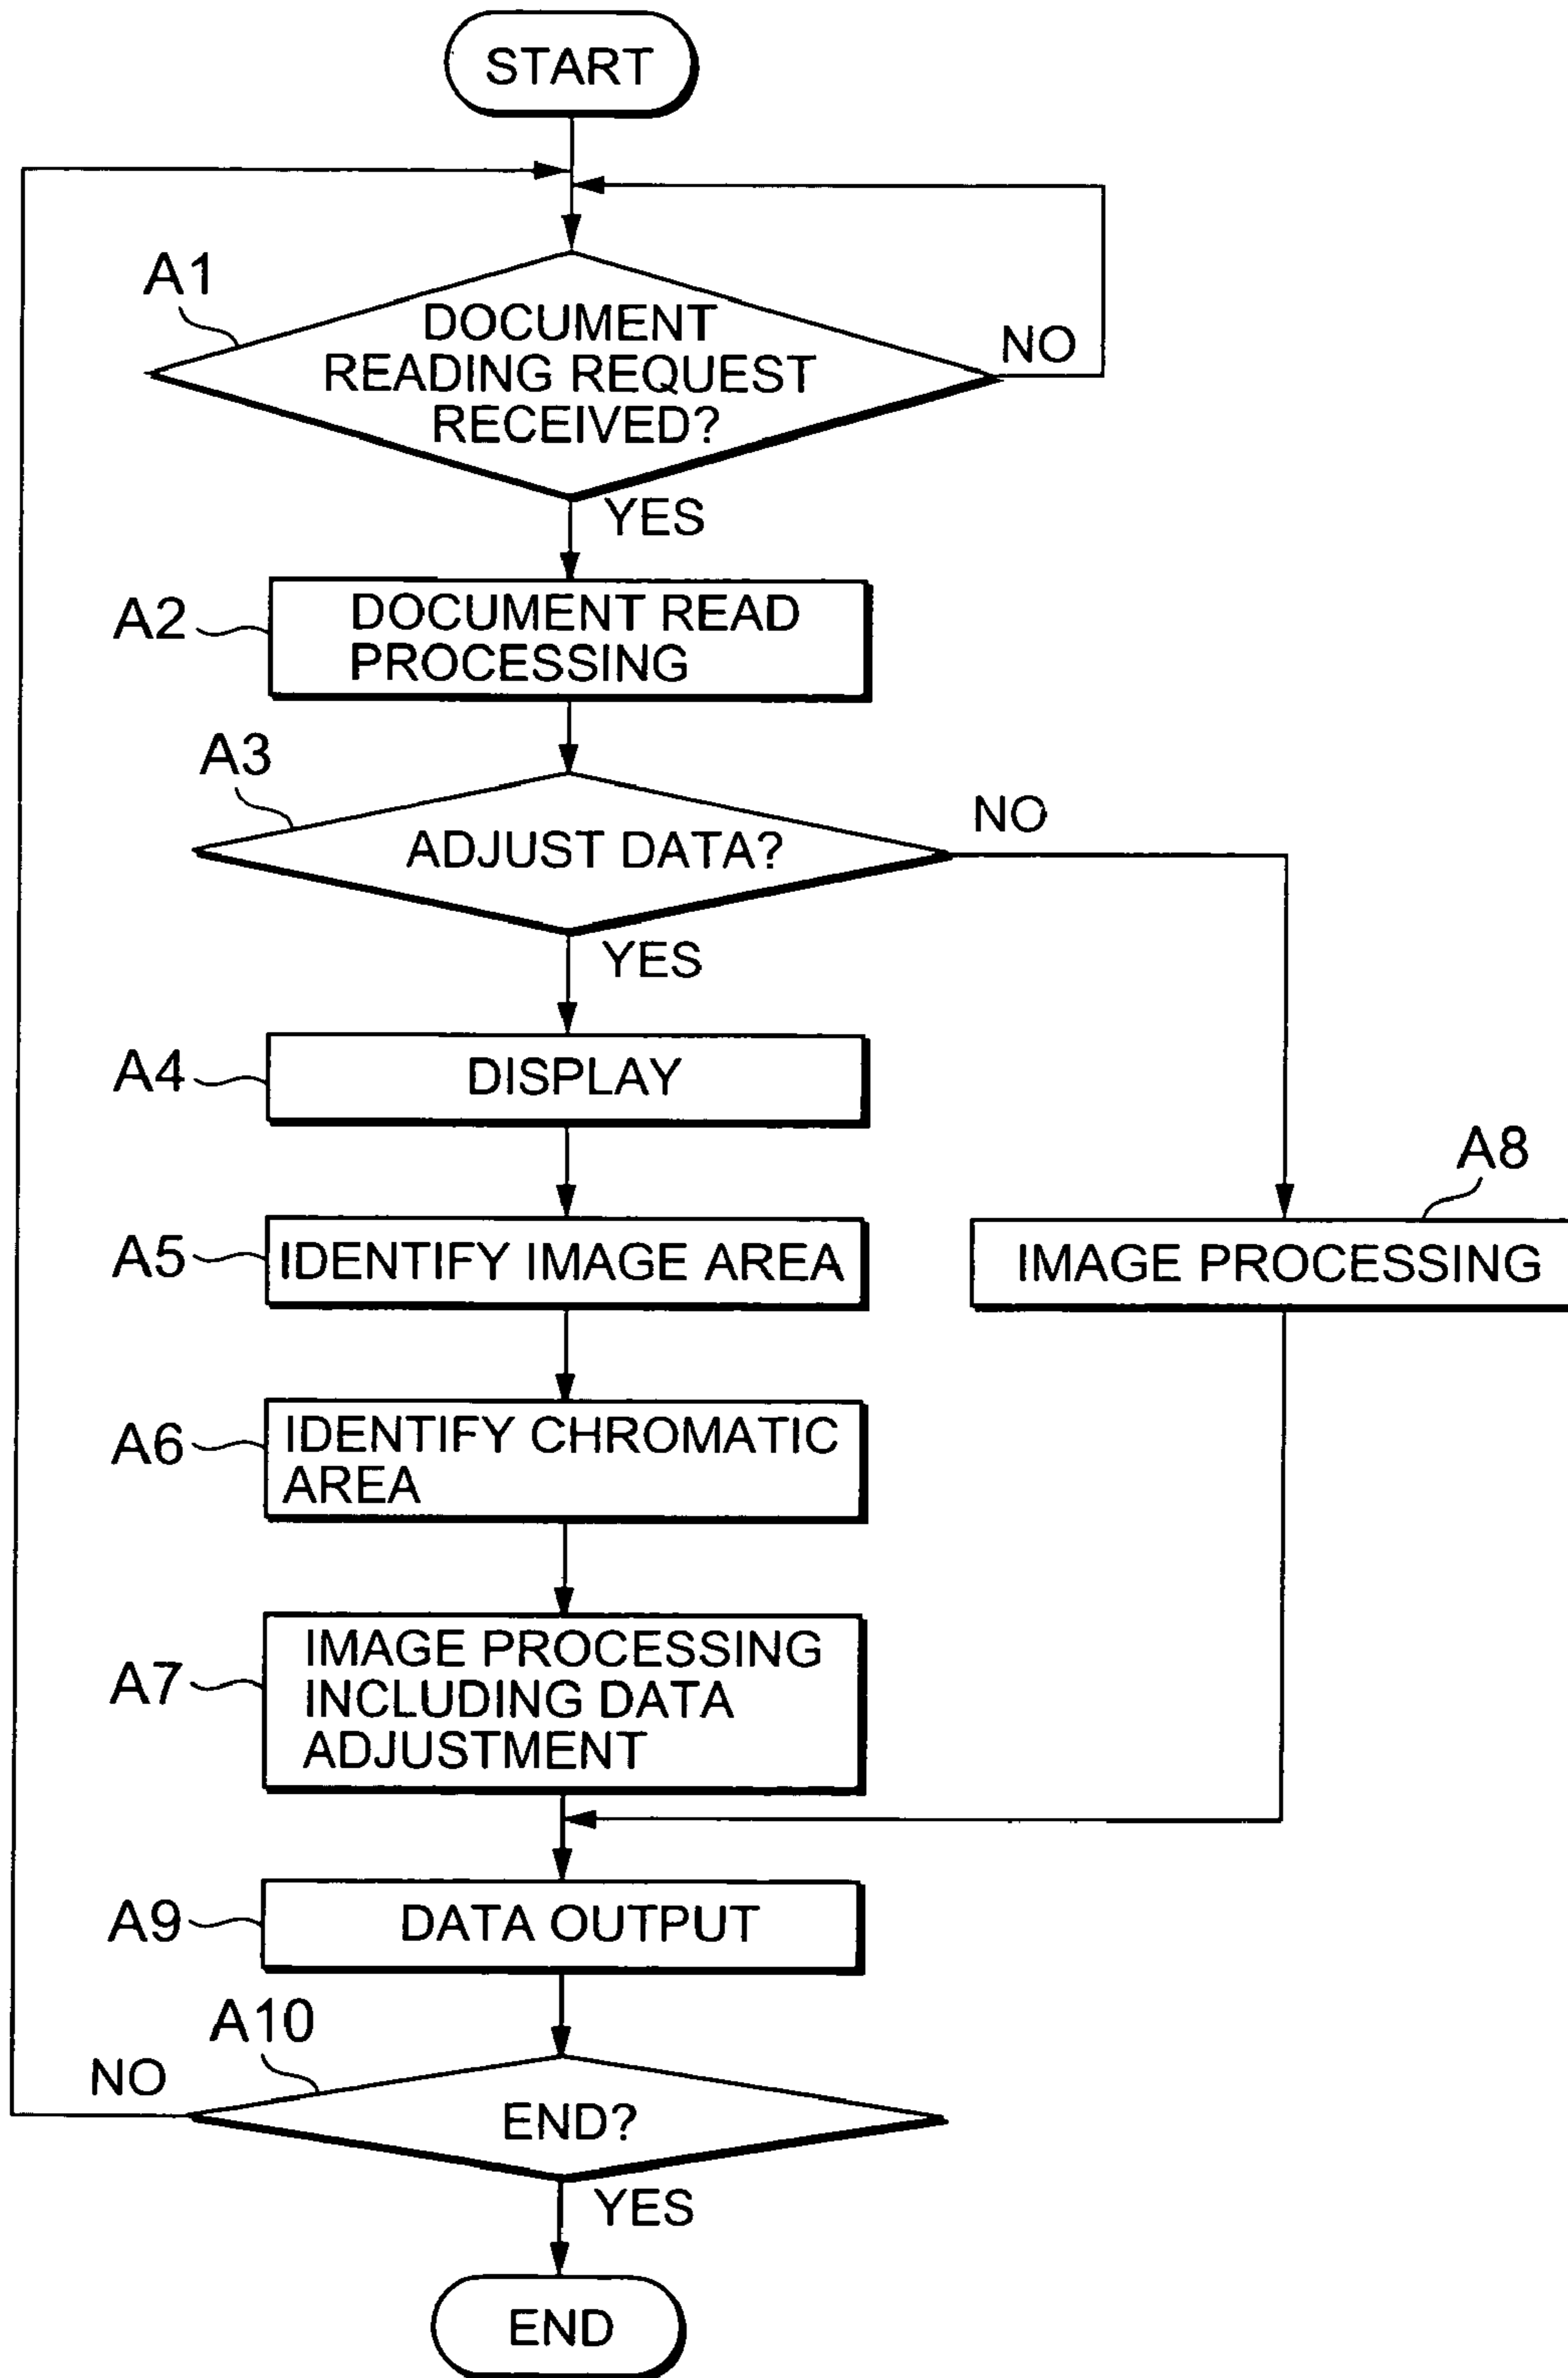 START
A1
DOCUMENT
READING REQUEST
RECEIVED?
NO
YES
A2
DOCUMENT READ
PROCESSING
A3
ADJUST DATA?
NO
YES
A4
DISPLAY
A5
IDENTIFY IMAGE AREA
A8
IMAGE PROCESSING
A6
IDENTIFY CHROMATIC
AREA
A7
IMAGE PROCESSING
INCLUDING DATA
ADJUSTMENT
A9
DATA OUTPUT
A10
NO
END?
YES
END